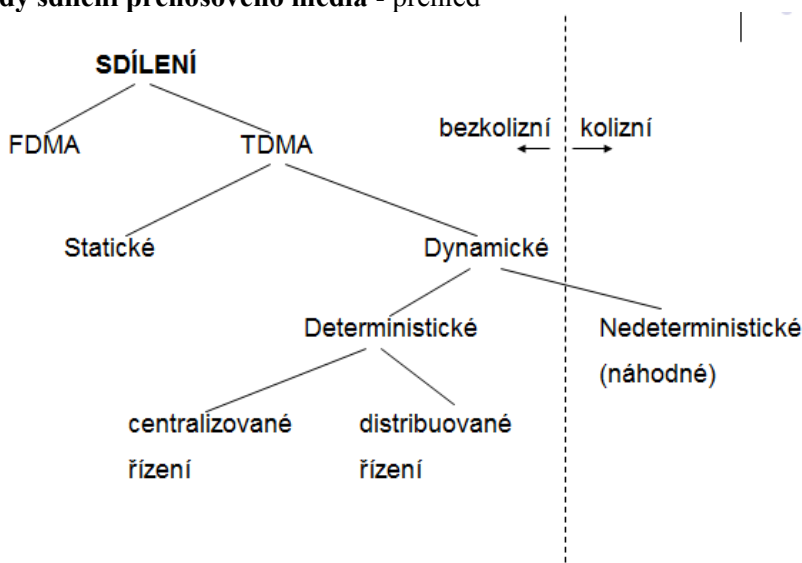 dy sdílení přenosového média - přehled
SDÍLENÍ
FDMA
TDMA
bezkolizní
kolizní
Statické
Dynamické
Deterministické
Nedeterministické
(náhodné)
centralizované
řízení
distribuované
řízení